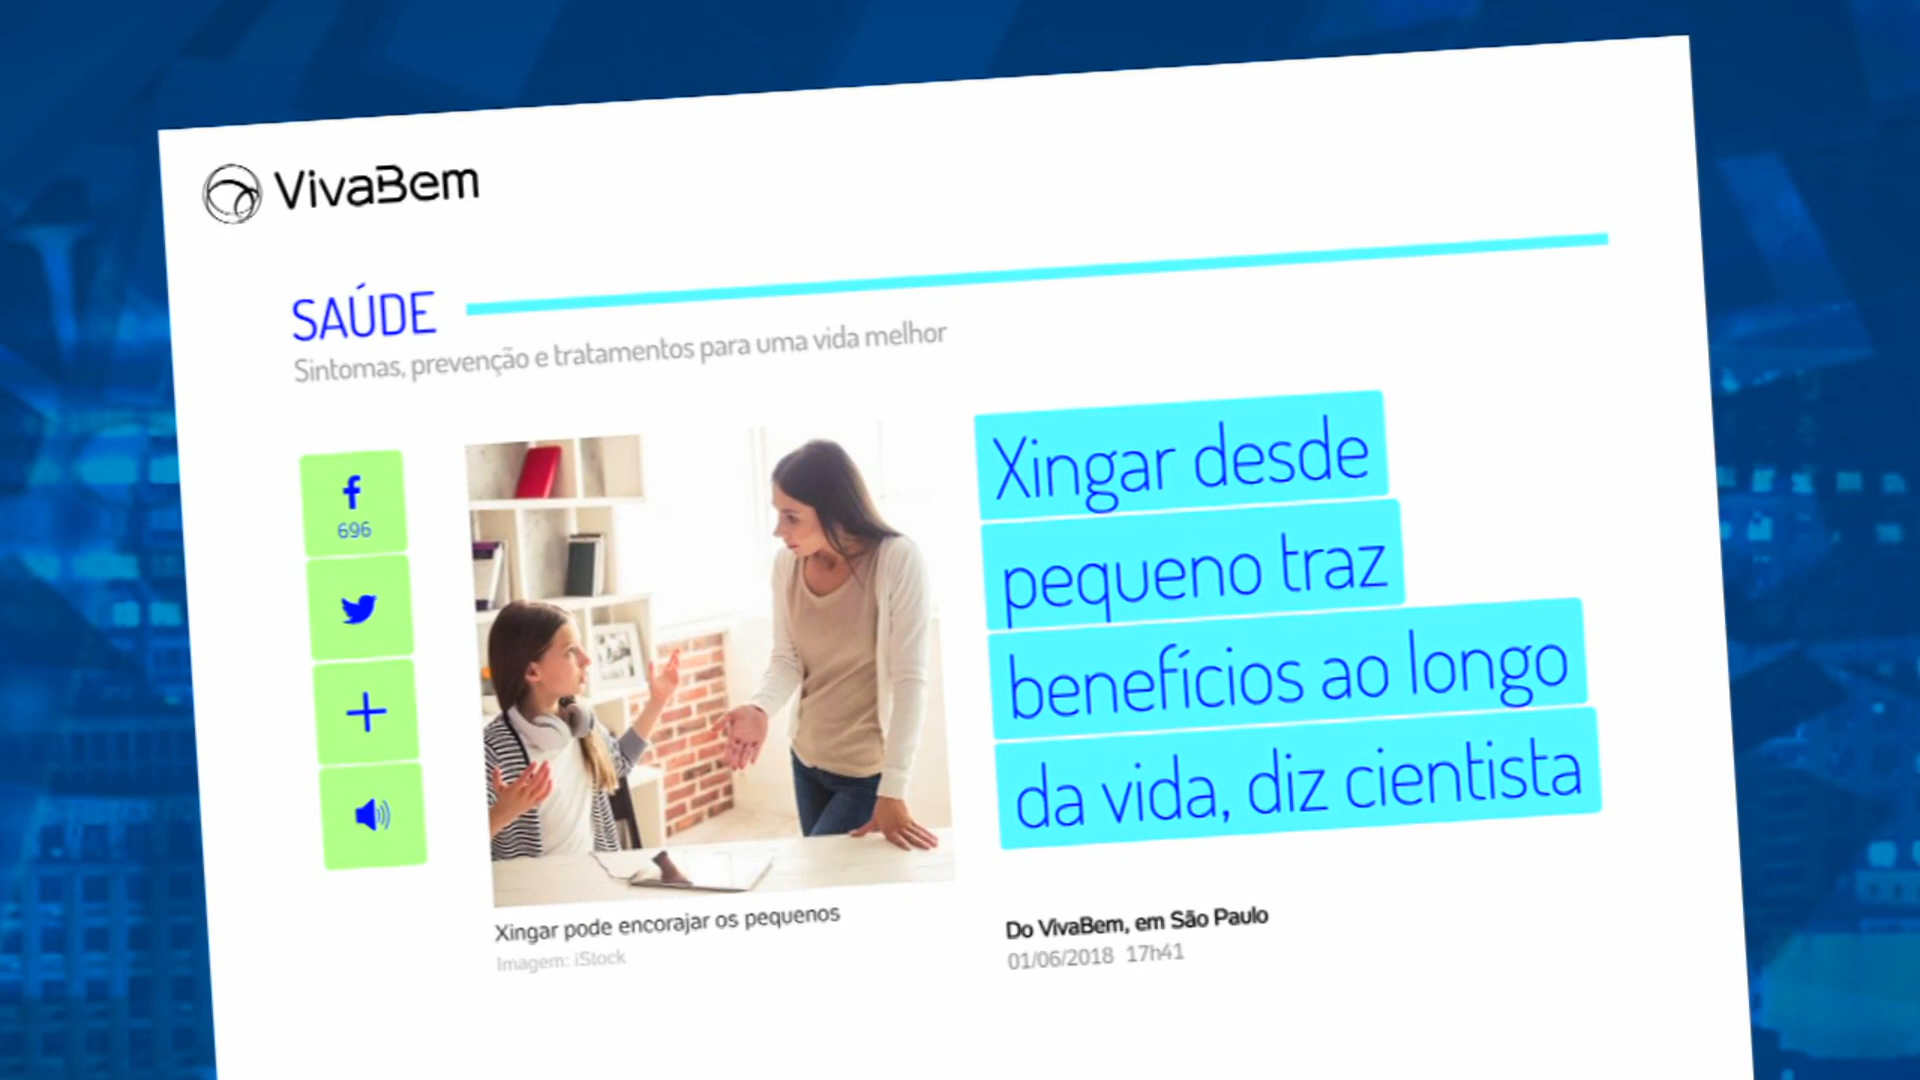 VivaBem
SAÚDE
Sintomas, prevenção e tratamentos para uma vida melhor
f
696
Xingar desde
pequeno traz
benefícios ao longo
da vida, diz cientista
Xingar pode encorajar os pequenos
Imagem: iStock
Do VivaBem, em São Paulo
01/06/2018 17h41